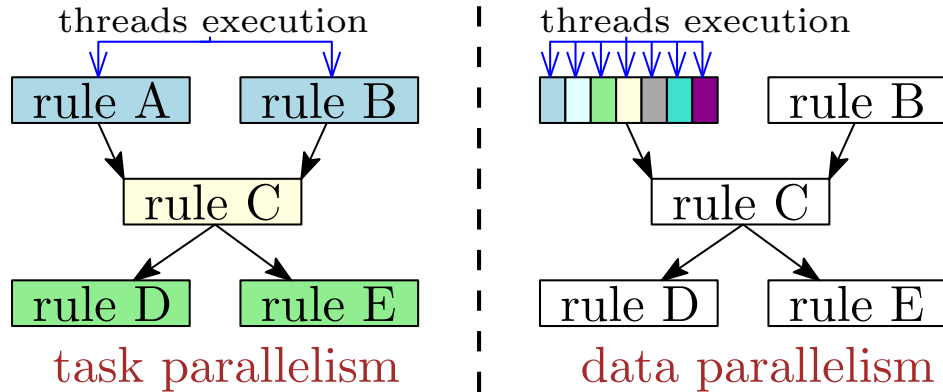 threads execution
rule A
rule B
rule C
rule D
rule E
task parallelism
threads execution
rule B
rule C
rule D
rule E
data parallelism